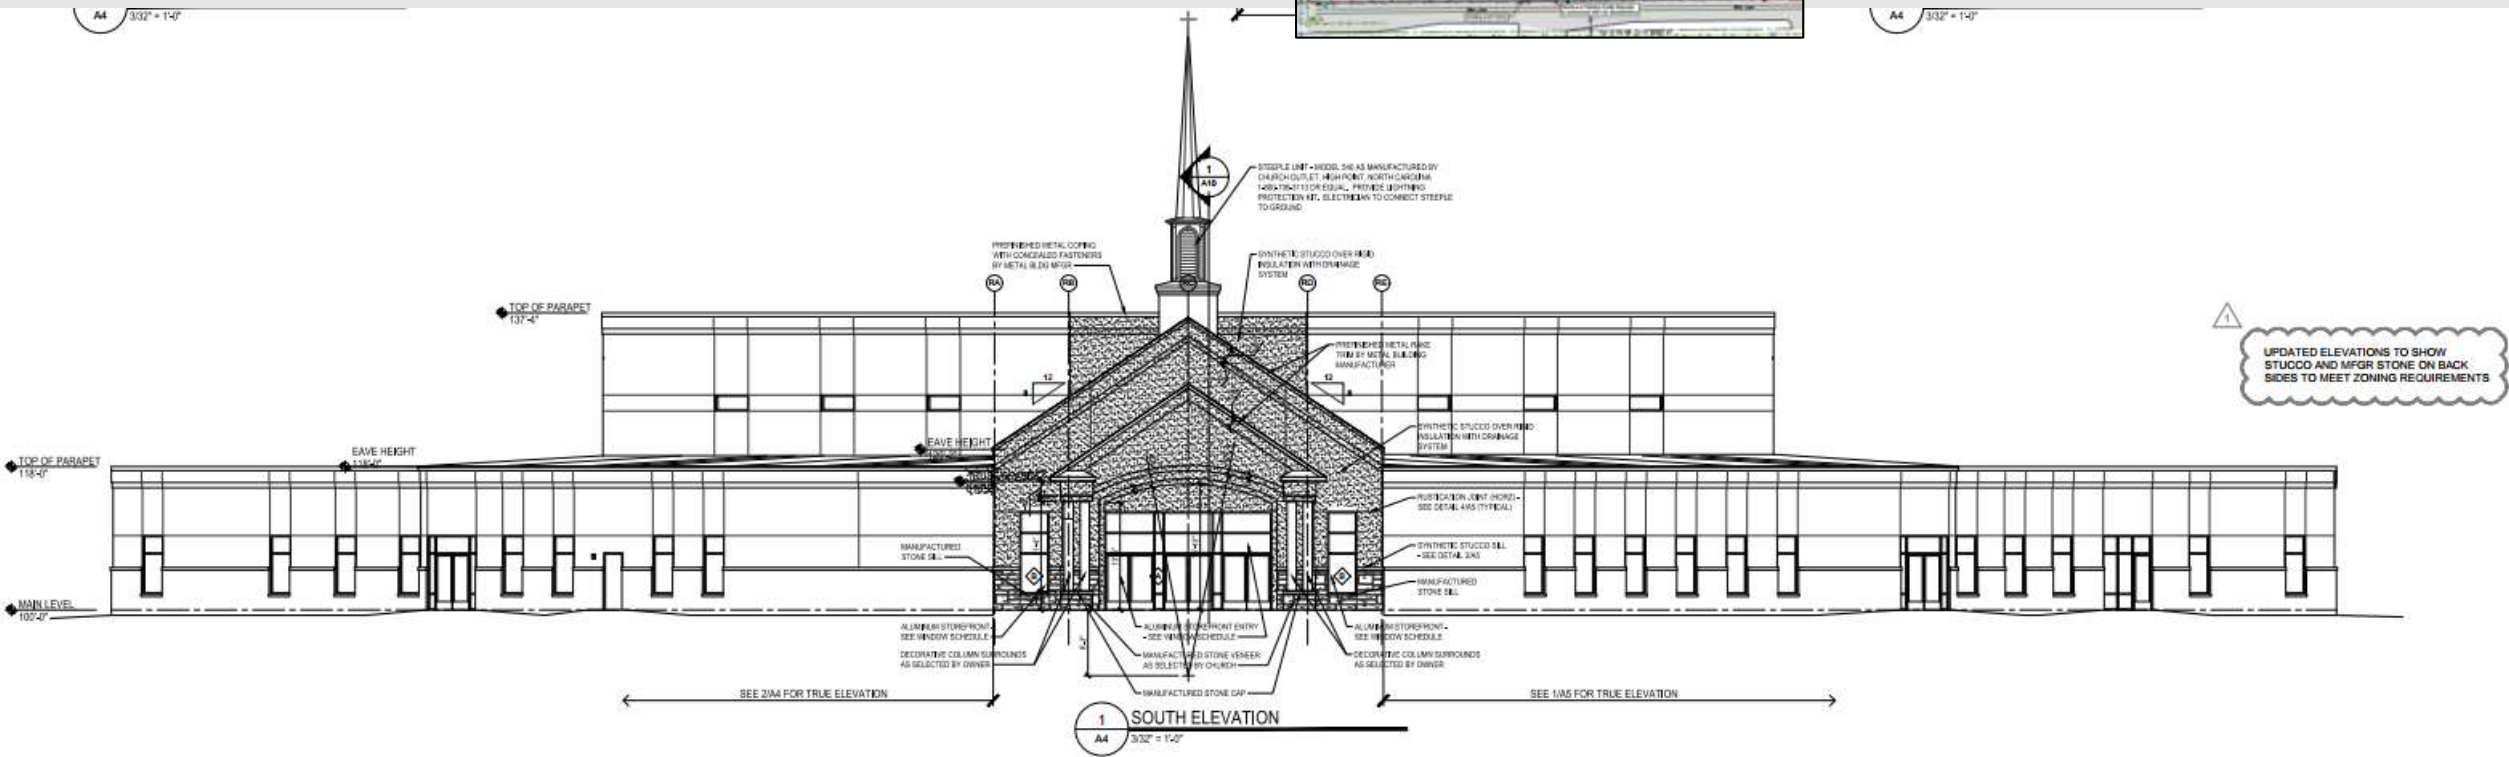 A4
3/32" = 1'-0"
A4
3/32" = 1'-0"
1
A10
STEEPLE UNIT - MODEL 546 AS MANUFACTURED BY
CHURCH OUTLET, HIGH POINT, NORTH CAROLINA
OR EQUAL. PROVIDE LIGHTNING
PROTECTION KIT. ELECTRICIAN TO CONNECT STEEPLE
TO GROUND
PREFINISHED METAL COPING
WITH CONCEALED FASTENERS
BY METAL BLDG MFGR
SYNTHETIC STUCCO OVER RIGID
INSULATION WITH DRAINAGE
SYSTEM
RA
RB
RC
RD
RE
TOP OF PARAPET
137'-4"
1
UPDATED ELEVATIONS TO SHOW
STUCCO AND MFGR STONE ON BACK
SIDES TO MEET ZONING REQUIREMENTS
PREFINISHED METAL RAKE
TRIM BY METAL BUILDING
MANUFACTURER
12
8
12
8
SYNTHETIC STUCCO OVER RIGID
INSULATION WITH DRAINAGE
SYSTEM
EAVE HEIGHT
EAVE HEIGHT
118'-0"
TOP OF PARAPET
118'-0"
RUSTICATION JOINT (HORZ) -
SEE DETAIL 4/A5 (TYPICAL)
MANUFACTURED
STONE SILL
SYNTHETIC STUCCO SILL
- SEE DETAIL 3/A5
B
A
B
MANUFACTURED
STONE SILL
MAIN LEVEL
100'-0"
ALUMINUM STOREFRONT -
SEE WINDOW SCHEDULE
ALUMINUM STOREFRONT ENTRY
- SEE WINDOW SCHEDULE
ALUMINUM STOREFRONT -
SEE WINDOW SCHEDULE
DECORATIVE COLUMN SURROUNDS
AS SELECTED BY OWNER
MANUFACTURED STONE VENEER
AS SELECTED BY CHURCH
DECORATIVE COLUMN SURROUNDS
AS SELECTED BY OWNER
SEE 2/A4 FOR TRUE ELEVATION
MANUFACTURED STONE CAP
SEE 1/A5 FOR TRUE ELEVATION
1
A4
SOUTH ELEVATION
3/32" = 1'-0"